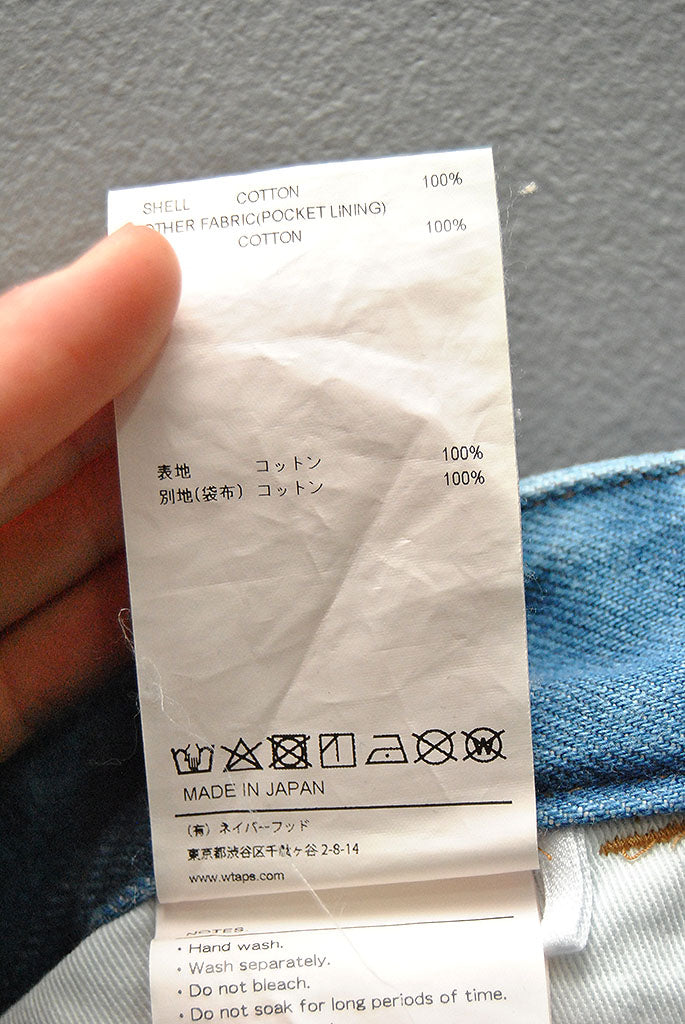 SHELL COTTON 100%
OTHER FABRIC(POCKET LINING)
COTTON 100%
表地 コットン 100%
別地(袋布) コットン 100%
W
MADE IN JAPAN
(有) ネイバーフッド
東京都渋谷区千駄ヶ谷 2-8-14
www.wtaps.com
NOTES
・Hand wash.
・Wash separately.
・Do not bleach.
・Do not soak for long periods of time.